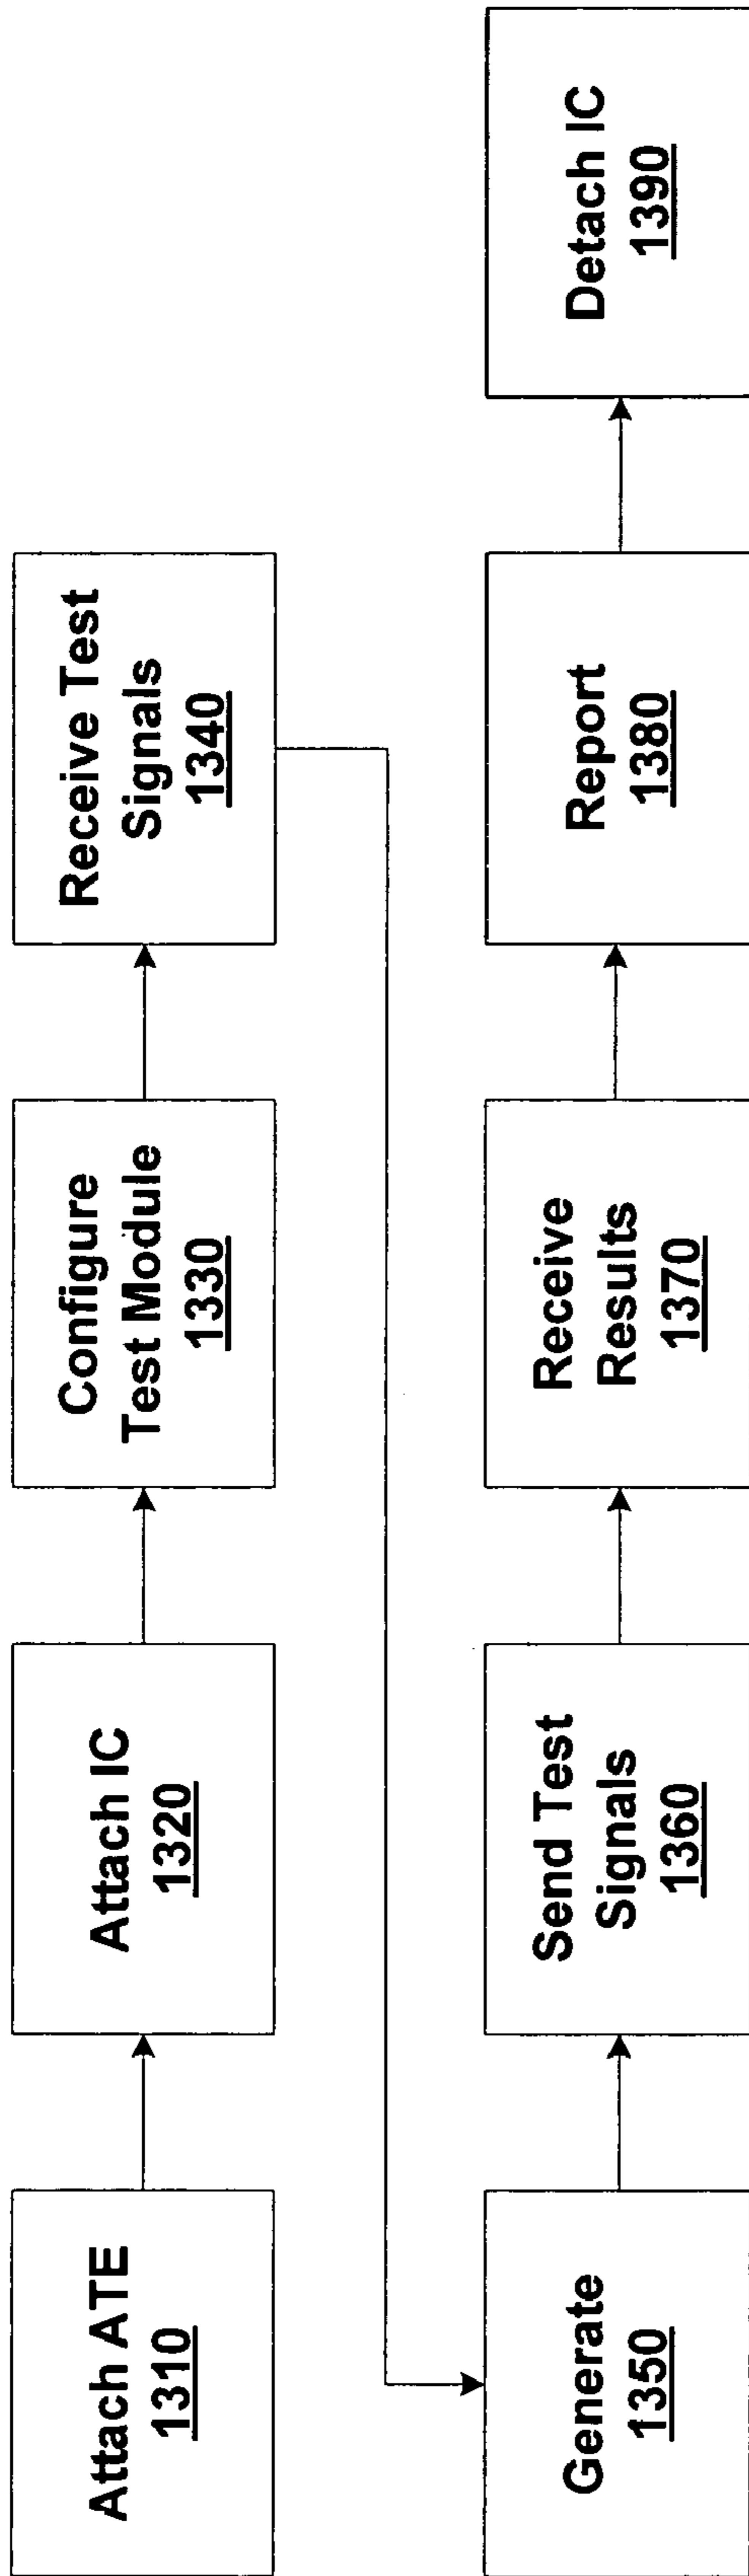 Attach ATE
1310
Attach IC
1320
Configure
Test Module
1330
Receive Test
Signals
1340
Generate
1350
Send Test
Signals
1360
Receive
Results
1370
Report
1380
Detach IC
1390